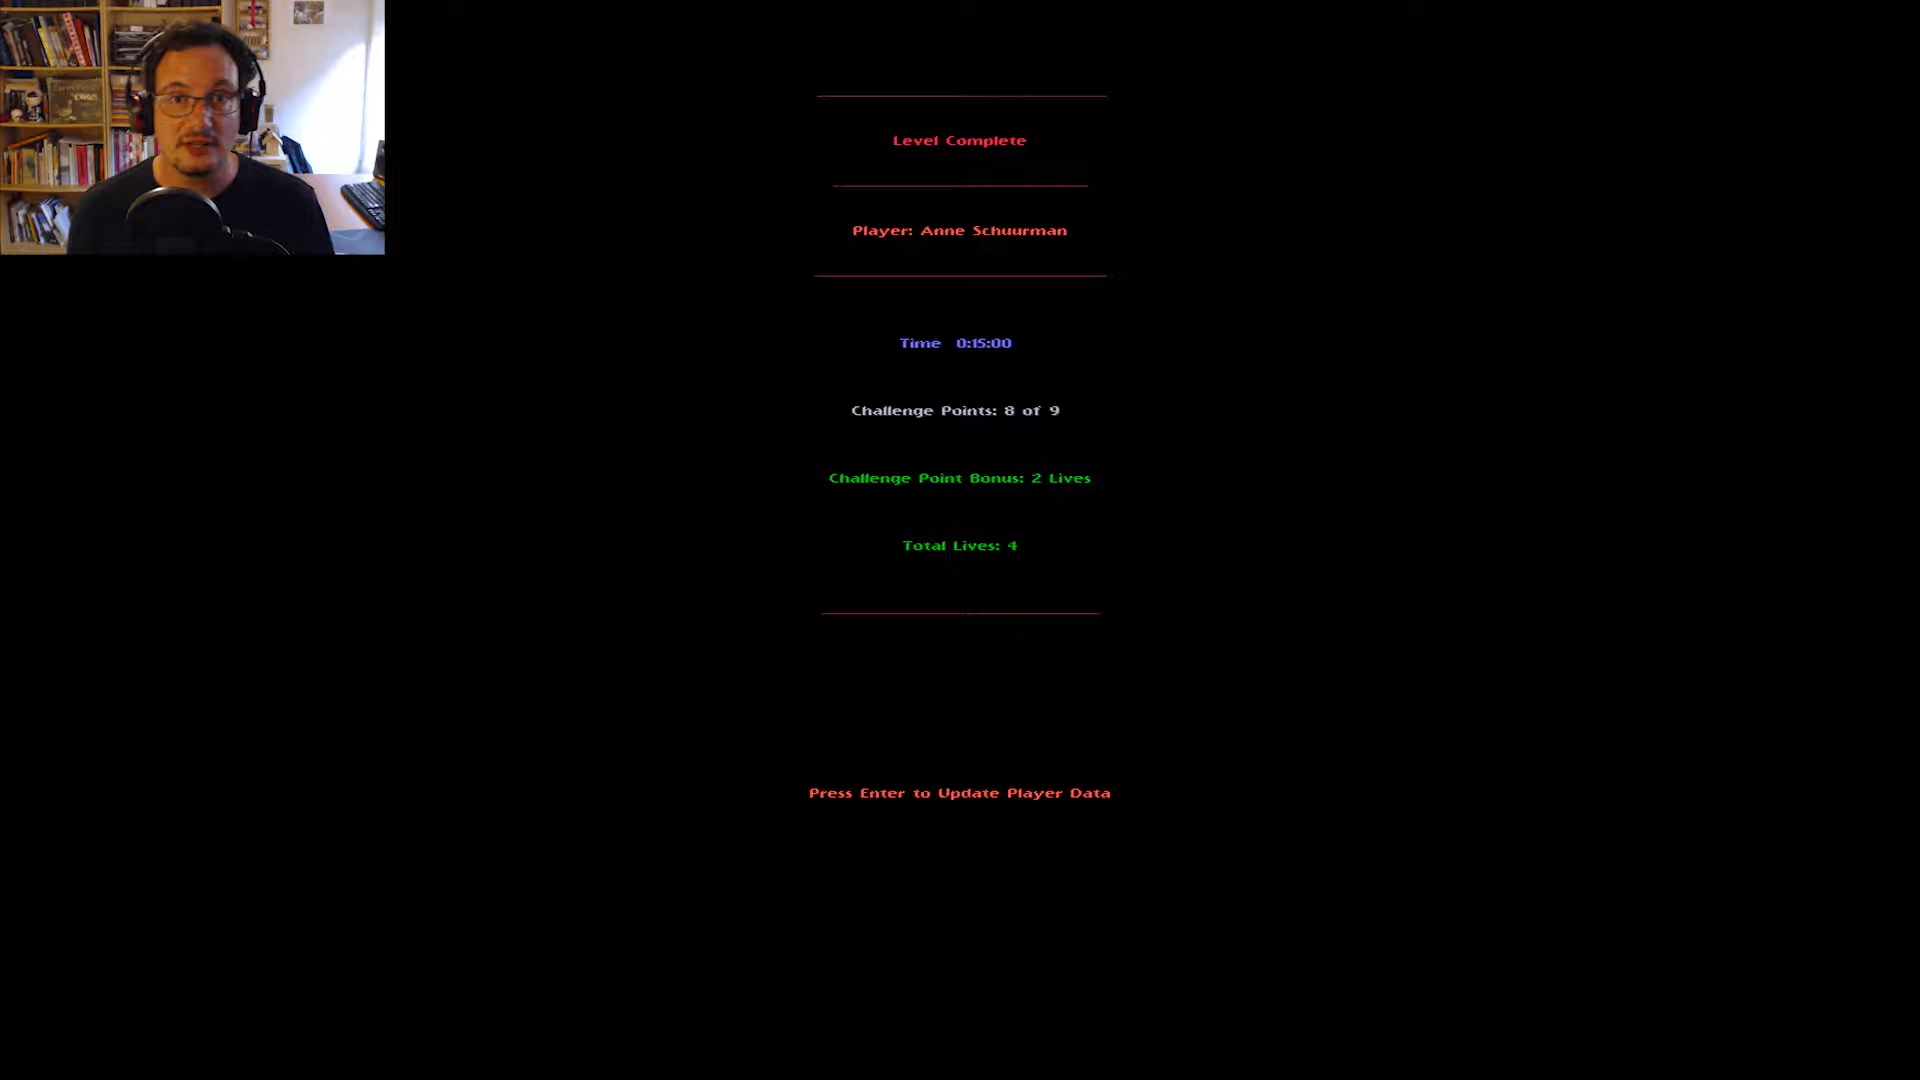 Level Complete
Player: Anne Schuurman
Time 0:15:00
Challenge Points: 8 of 9
Challenge Point Bonus: 2 Lives
Total Lives: 4
Press Enter to Update Player Data